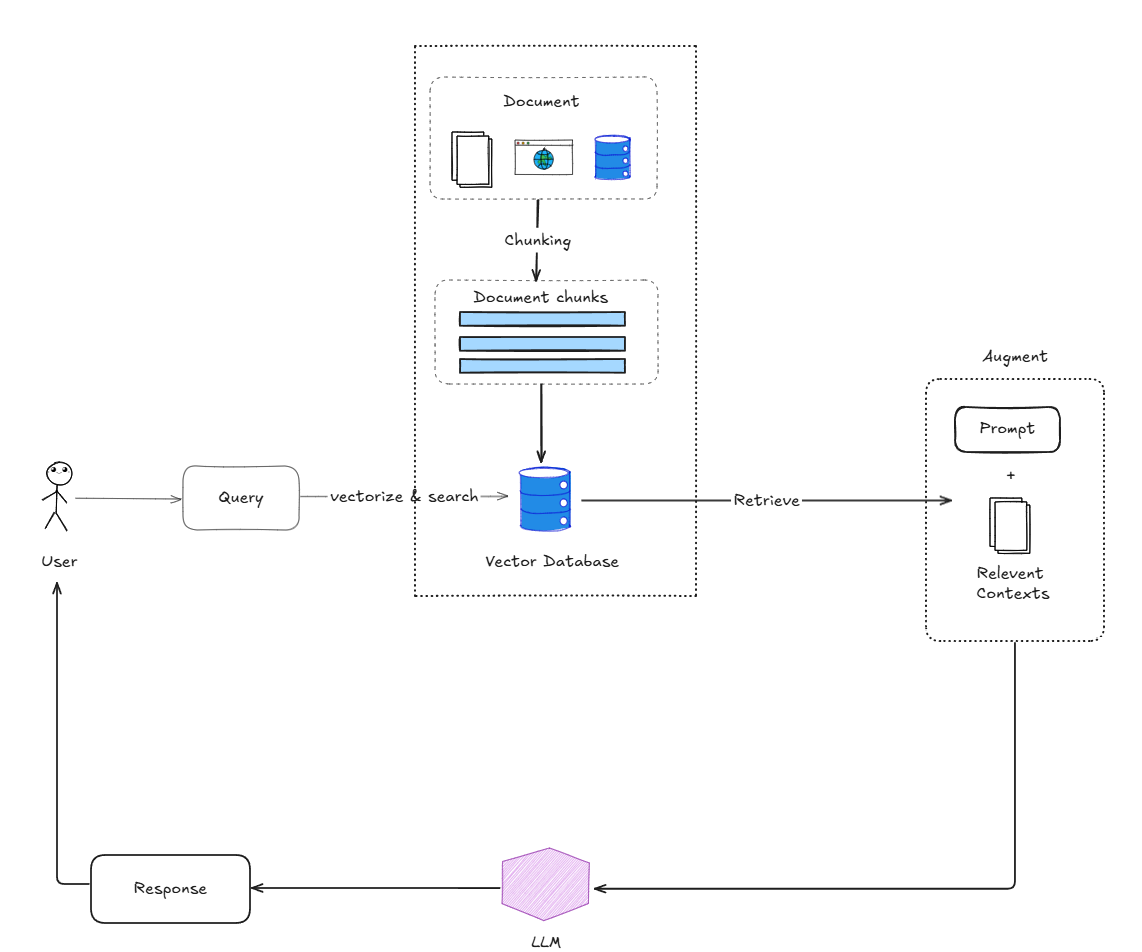 Document
Chunking
Document chunks
Augment
Prompt
+
Query
vectorize & search
Retrieve
User
Vector Database
Relevent
Contexts
Response
LLM